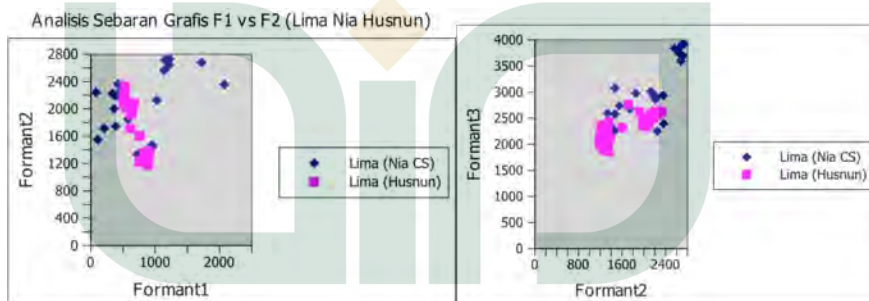 Analisis Sebaran Grafis F1 vs F2 (Lima Nia Husnun)
Formant2
2800
2400
2000
1600
1200
800
400
0
0 1000 2000
Formant1
Lima (Nia CS)
Lima (Husnun)
Formant3
4000
3500
3000
2500
2000
1500
1000
500
0
0 800 1600 2400
Formant2
Lima (Nia CS)
Lima (Husnun)